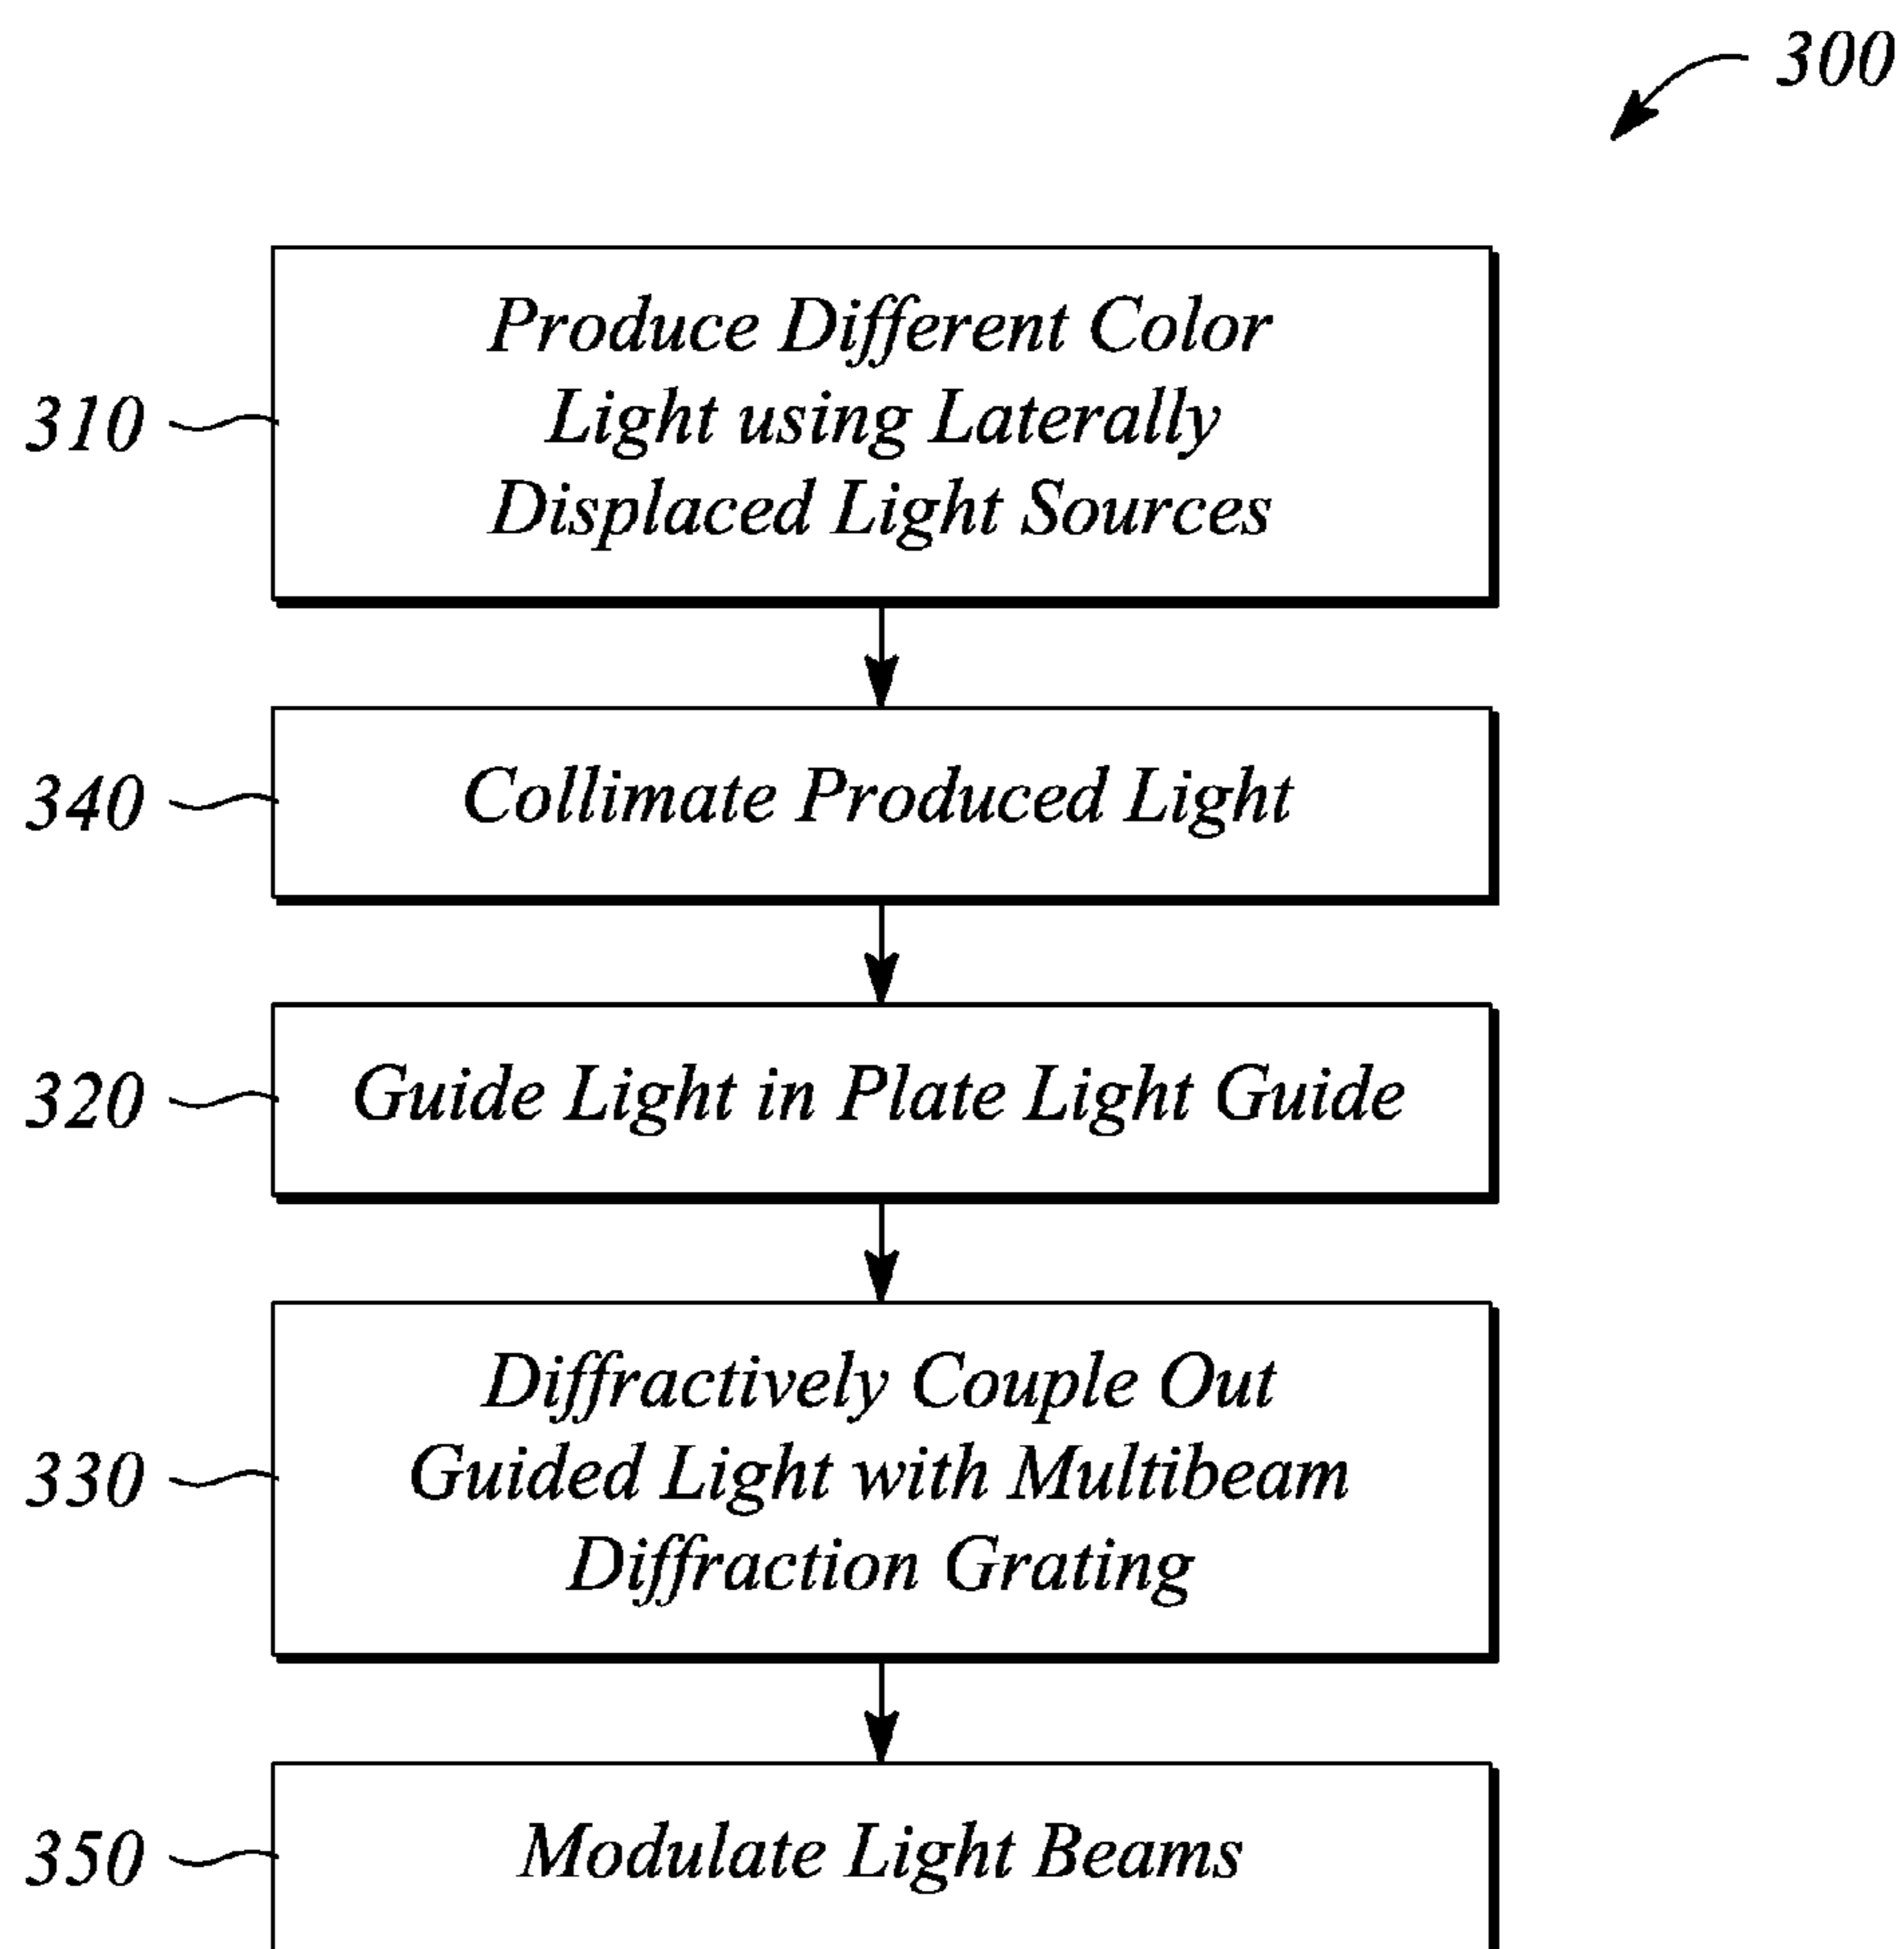 300
310
Produce Different Color
Light using Laterally
Displaced Light Sources
340
Collimate Produced Light
320
Guide Light in Plate Light Guide
330
Diffractively Couple Out
Guided Light with Multibeam
Diffraction Grating
350
Modulate Light Beams